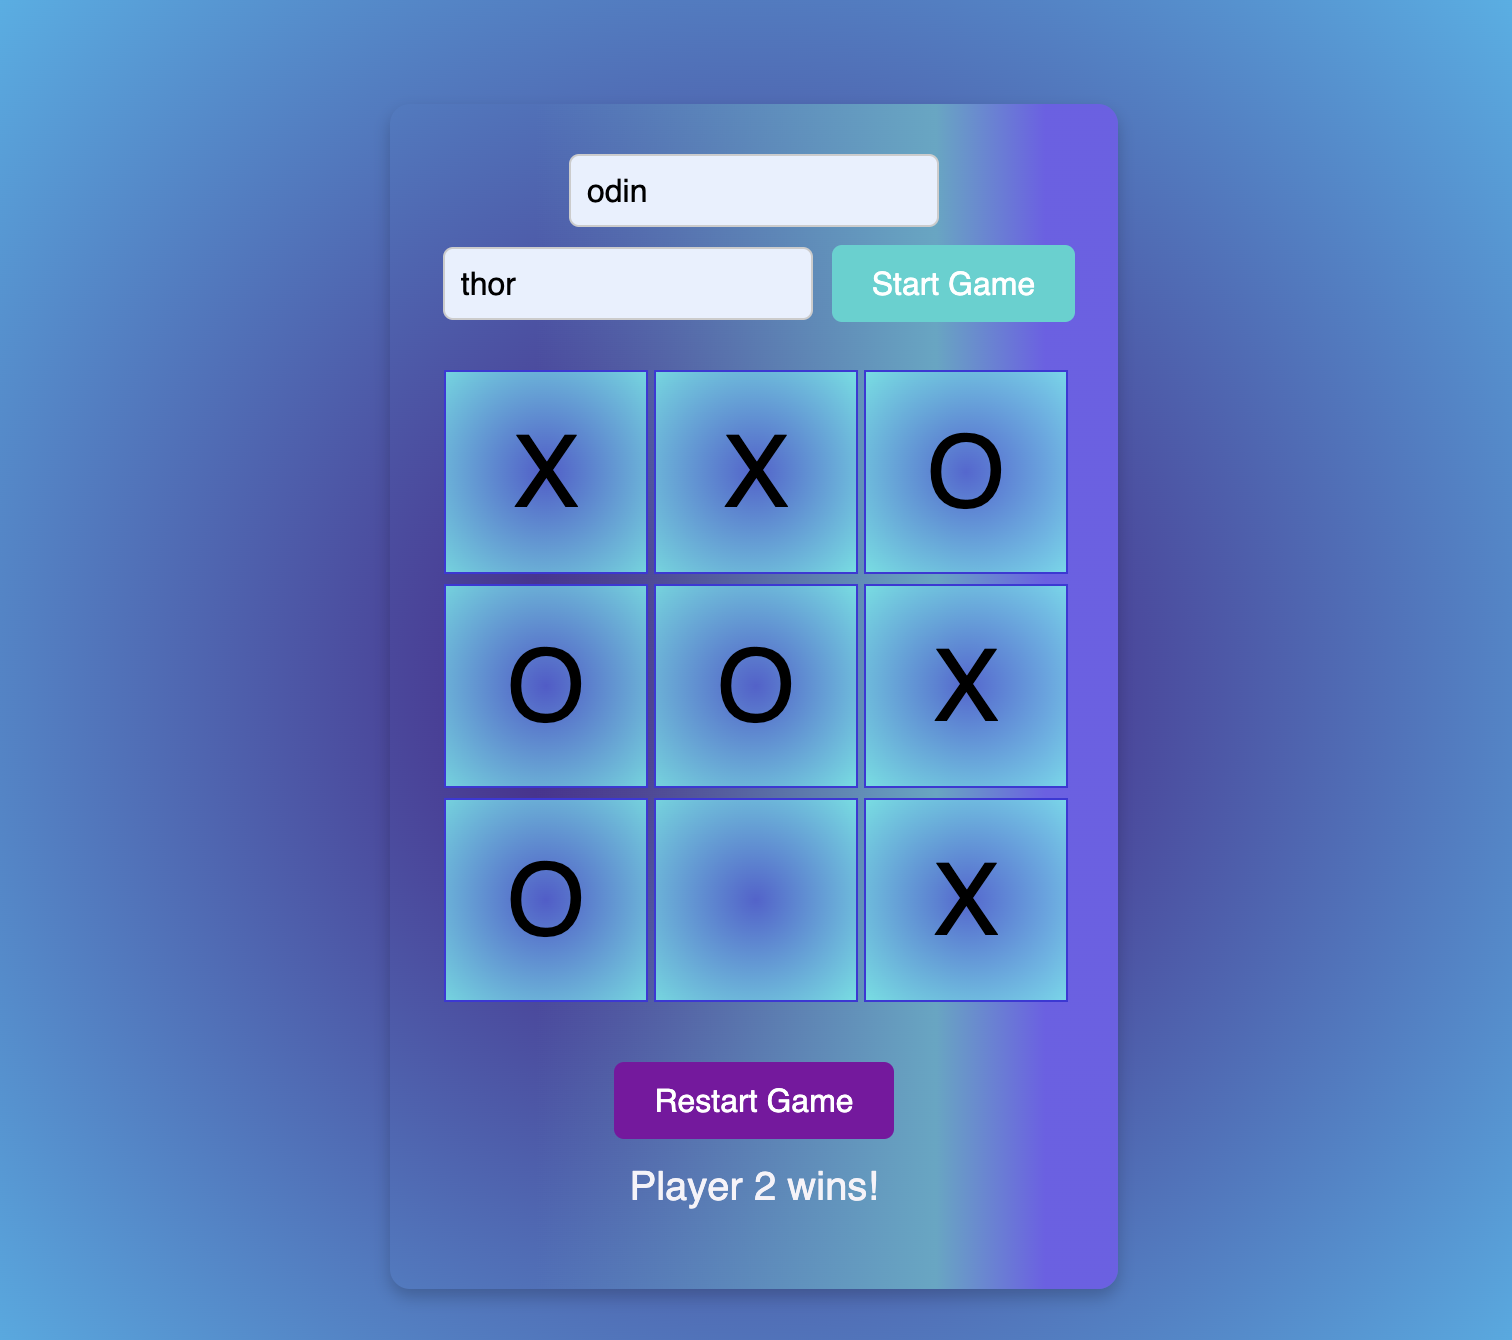 odin
thor Start Game
X X O
O O X
O X
Restart Game
Player 2 wins!